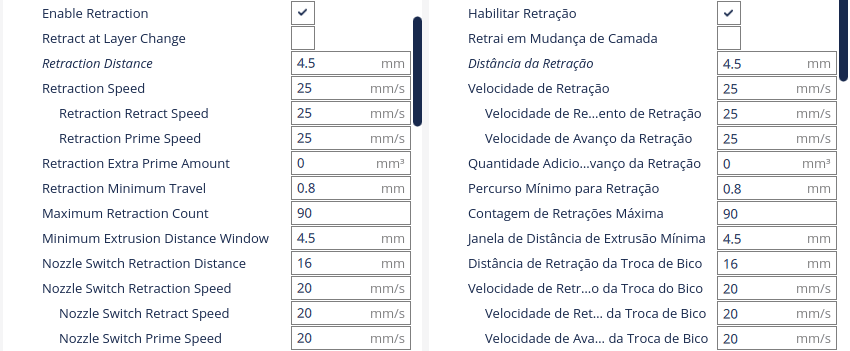 Enable Retraction
Retract at Layer Change
Retraction Distance 4.5 mm
Retraction Speed 25 mm/s
Retraction Retract Speed 25 mm/s
Retraction Prime Speed 25 mm/s
Retraction Extra Prime Amount 0 mm³
Retraction Minimum Travel 0.8 mm
Maximum Retraction Count 90
Minimum Extrusion Distance Window 4.5 mm
Nozzle Switch Retraction Distance 16 mm
Nozzle Switch Retraction Speed 20 mm/s
Nozzle Switch Retract Speed 20 mm/s
Nozzle Switch Prime Speed 20 mm/s
Habilitar Retração
Retrai em Mudança de Camada
Distância da Retração 4.5 mm
Velocidade de Retração 25 mm/s
Velocidade de Re...ento de Retração 25 mm/s
Velocidade de Avanço da Retração 25 mm/s
Quantidade Adicio...vanço da Retração 0 mm³
Percurso Mínimo para Retração 0.8 mm
Contagem de Retrações Máxima 90
Janela de Distância de Extrusão Mínima 4.5 mm
Distância de Retração da Troca de Bico 16 mm
Velocidade de Retr...o da Troca do Bico 20 mm/s
Velocidade de Ret... da Troca de Bico 20 mm/s
Velocidade de Ava... da Troca de Bico 20 mm/s